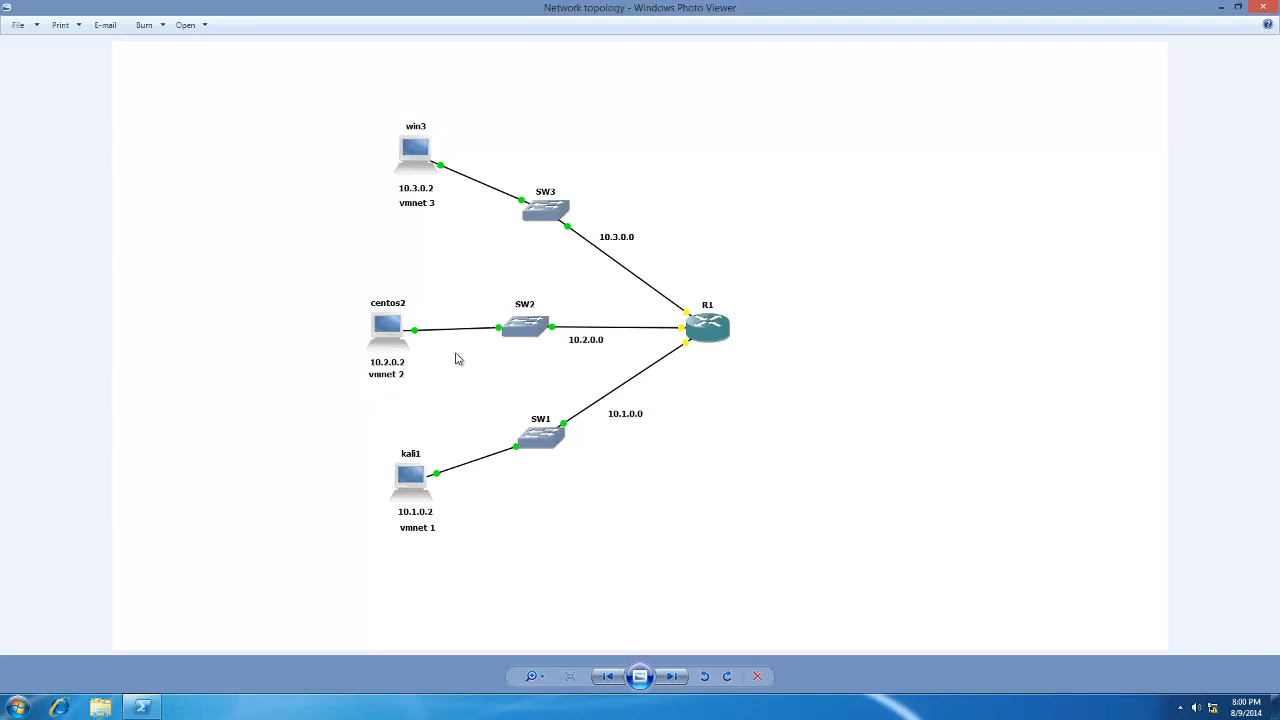 Network topology - Windows Photo Viewer
File Print E-mail Burn Open
win3
10.3.0.2
vmnet 3
SW3
10.3.0.0
centos2
10.2.0.2
vmnet 2
SW2
10.2.0.0
R1
SW1
10.1.0.0
kali1
10.1.0.2
vmnet 1
8:00 PM
8/9/2014